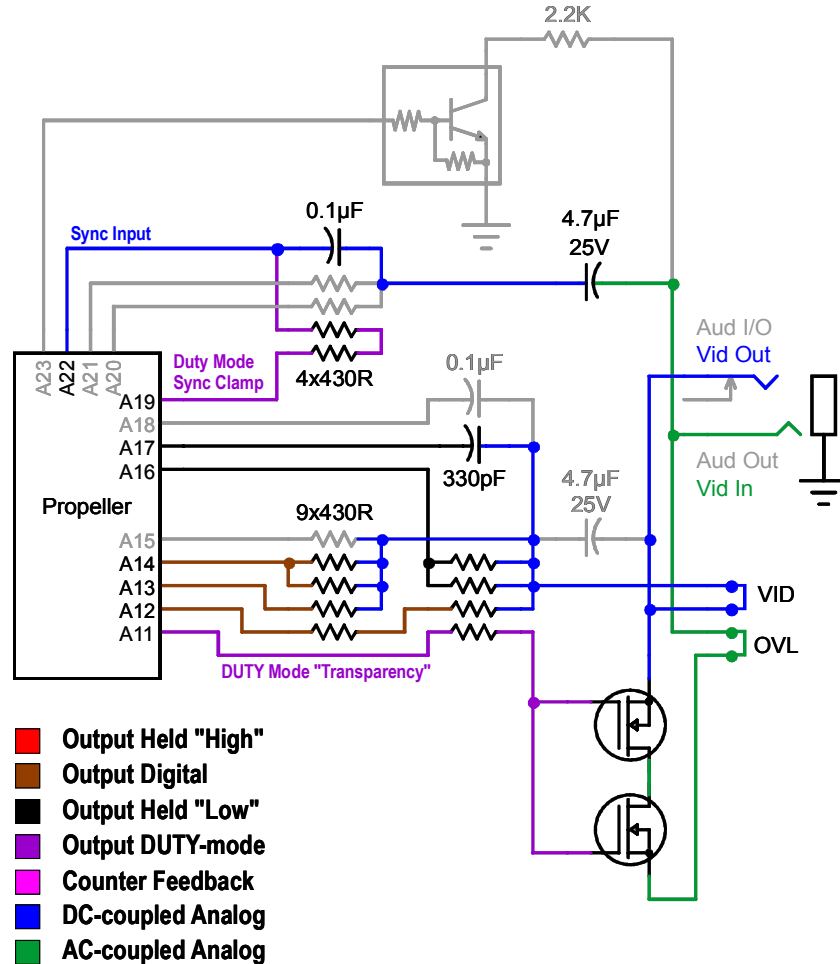 2.2K
0.1µF
4.7µF
25V
Sync Input
A23
A22
A21
A20
Duty Mode
Sync Clamp
4x430R
Aud I/O
Vid Out
A19
A18
A17
A16
0.1µF
330pF
Aud Out
Vid In
Propeller
4.7µF
25V
9x430R
A15
A14
A13
A12
A11
VID
OVL
DUTY Mode "Transparency"
Output Held "High"
Output Digital
Output Held "Low"
Output DUTY-mode
Counter Feedback
DC-coupled Analog
AC-coupled Analog